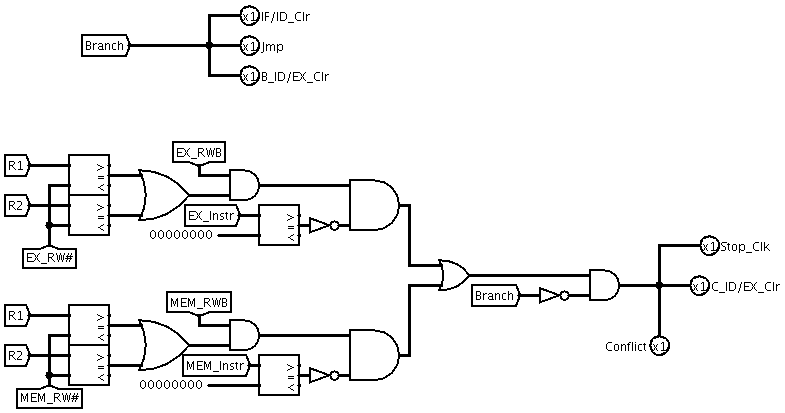 x1 IF/ID_Clr
Branch
x1 Jmp
x1 B_ID/EX_Clr
EX_RWB
R1
> = <
R2
> = <
EX_Instr
> = <
00000000
EX_RW#
x1 Stop_Clk
x1 C_ID/EX_Clr
Branch
MEM_RWB
R1
> = <
R2
> = <
Conflict x1
MEM_Instr
> = <
00000000
MEM_RW#